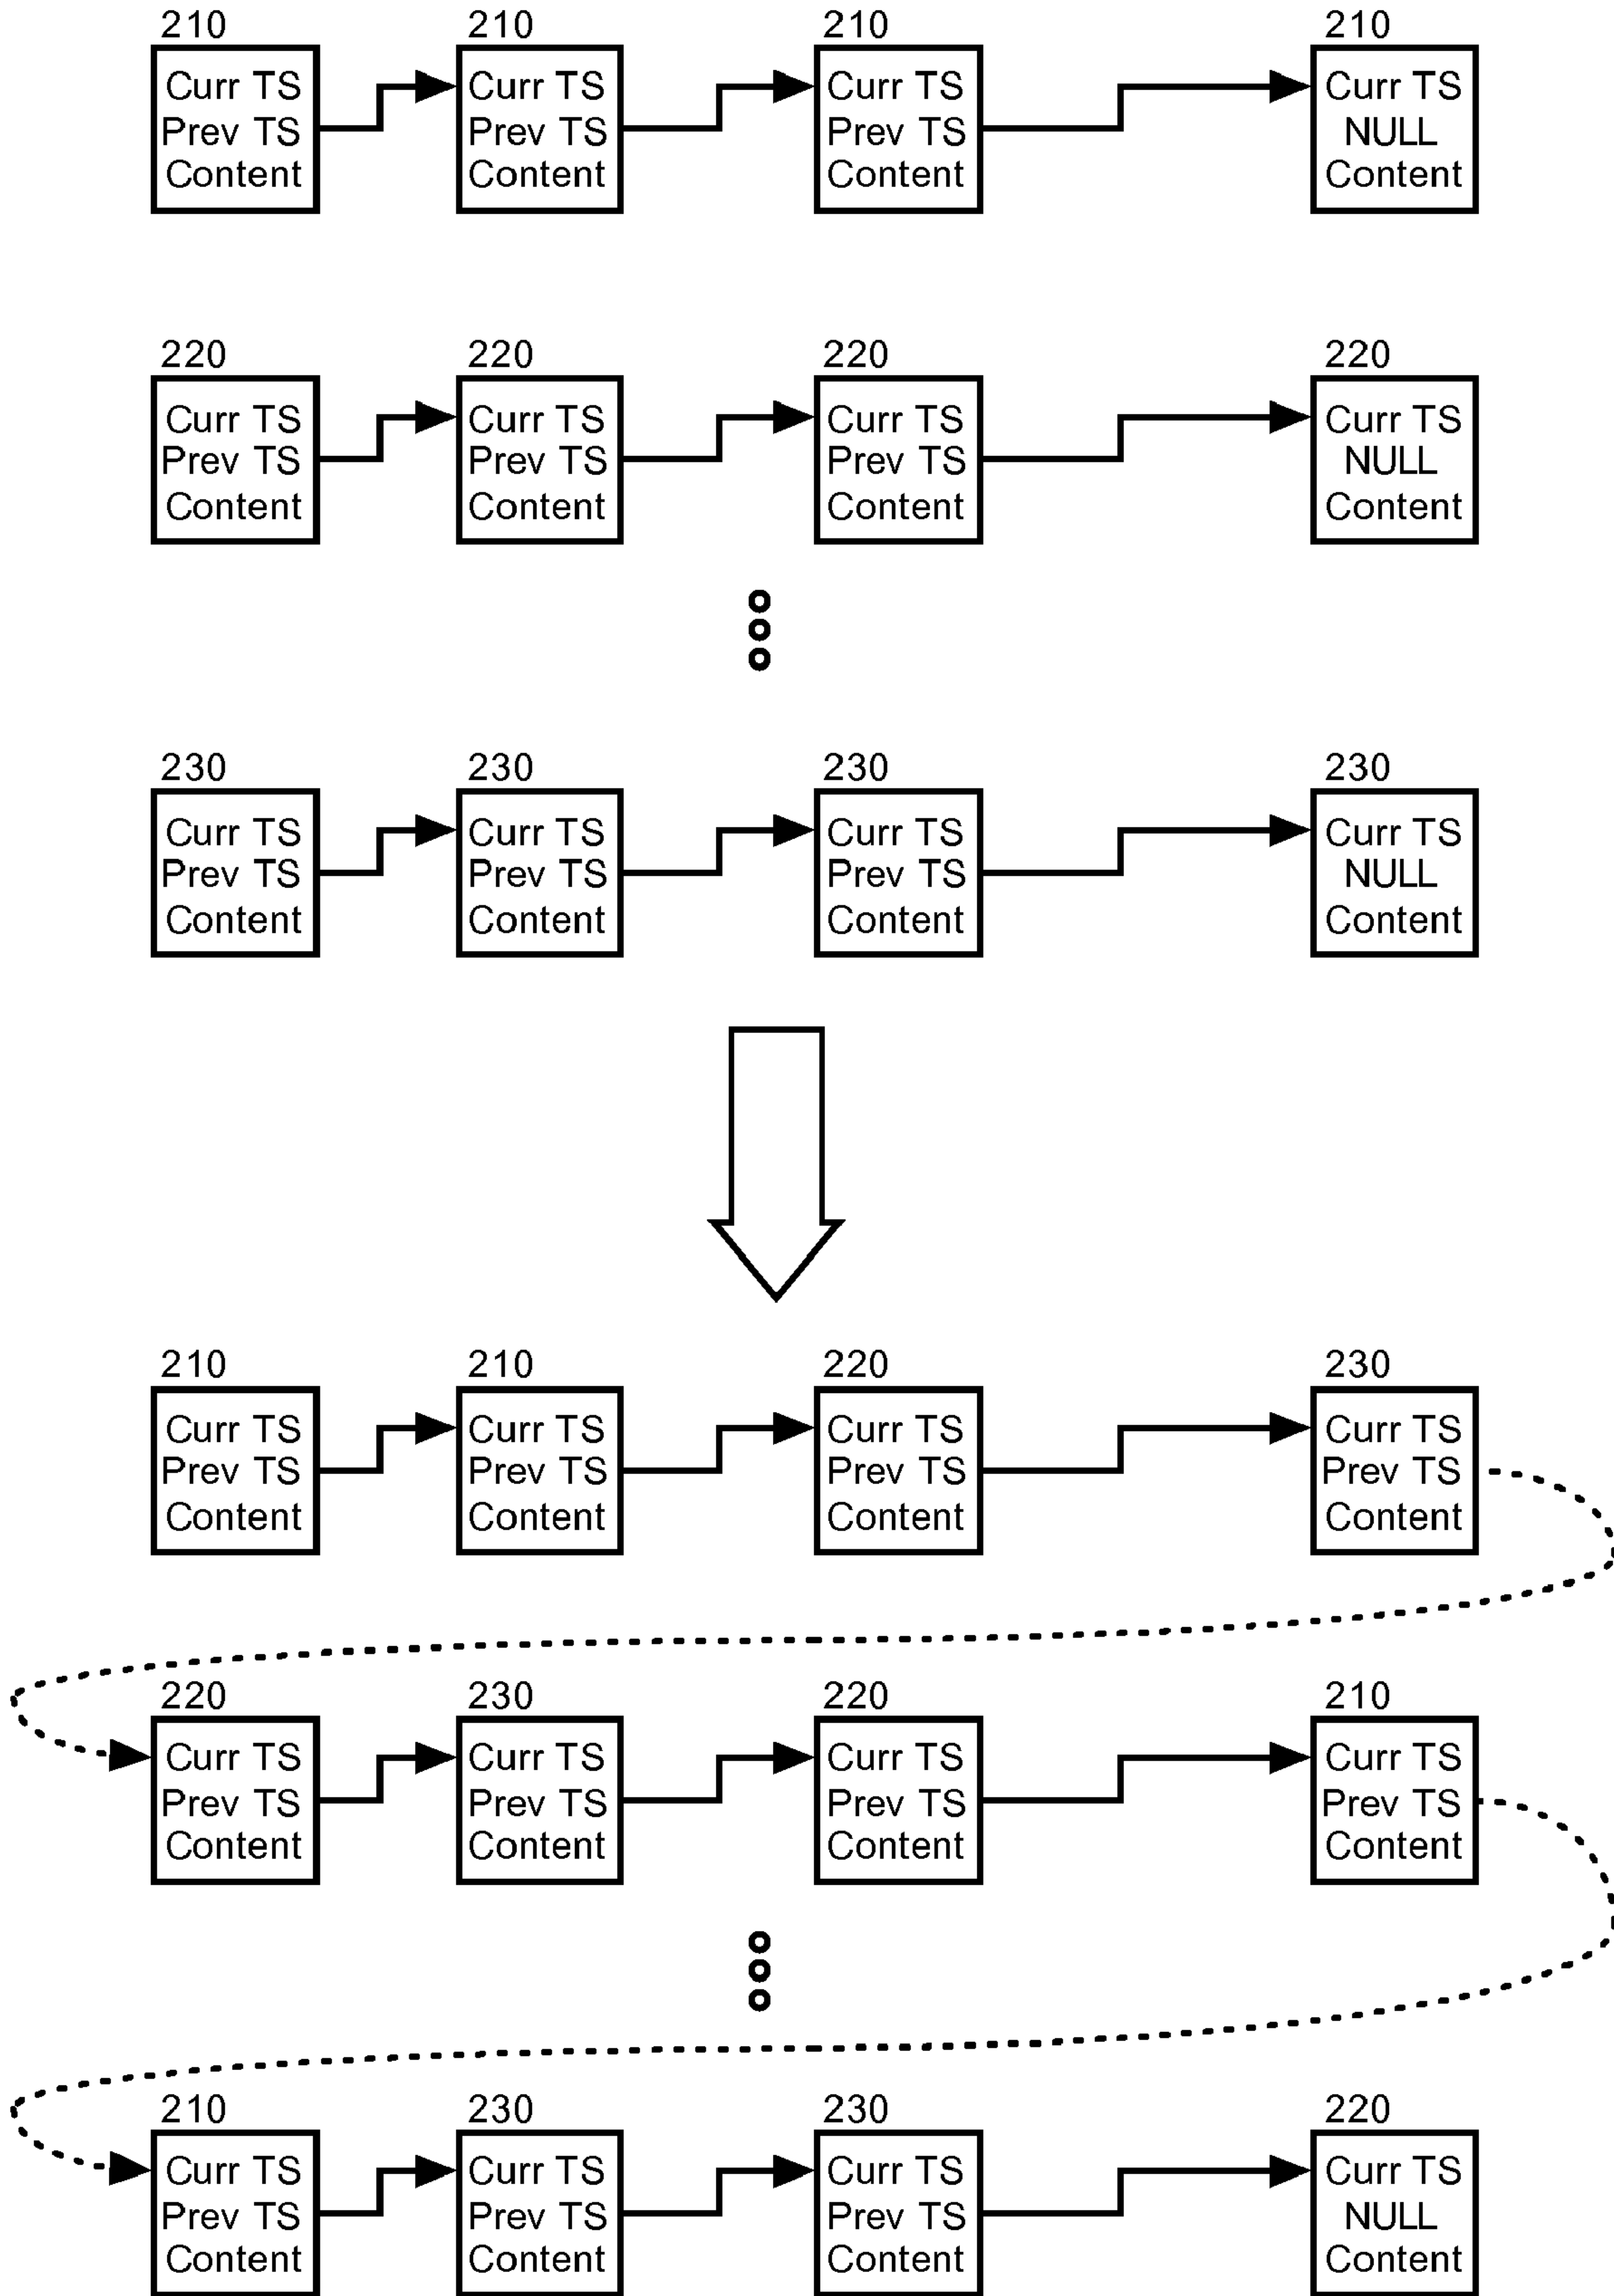 210 210 210 210
Curr TS Curr TS Curr TS Curr TS
Prev TS Prev TS Prev TS NULL
Content Content Content Content
220 220 220 220
Curr TS Curr TS Curr TS Curr TS
Prev TS Prev TS Prev TS NULL
Content Content Content Content
230 230 230 230
Curr TS Curr TS Curr TS Curr TS
Prev TS Prev TS Prev TS NULL
Content Content Content Content
210 210 220 230
Curr TS Curr TS Curr TS Curr TS
Prev TS Prev TS Prev TS Prev TS
Content Content Content Content
220 230 220 210
Curr TS Curr TS Curr TS Curr TS
Prev TS Prev TS Prev TS Prev TS
Content Content Content Content
210 230 230 220
Curr TS Curr TS Curr TS Curr TS
Prev TS Prev TS Prev TS NULL
Content Content Content Content